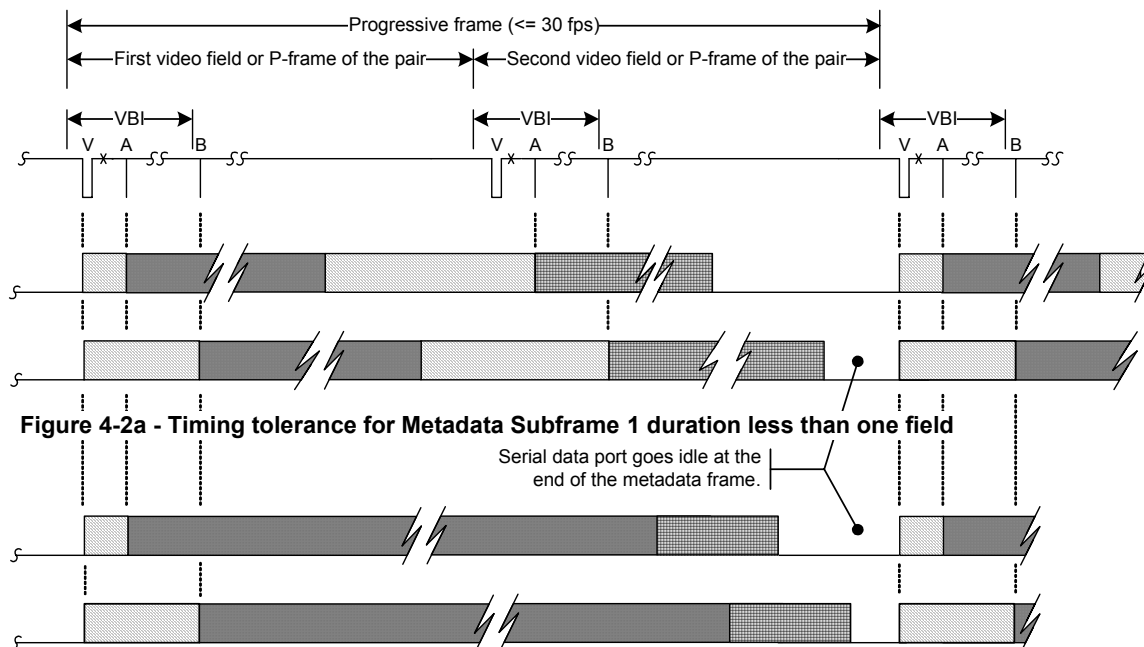 Progressive frame (<= 30 fps)
First video field or P-frame of the pair
Second video field or P-frame of the pair
VBI
VBI
VBI
V x A B
V x A B
V x A B
Figure 4-2a - Timing tolerance for Metadata Subframe 1 duration less than one field
Serial data port goes idle at the
end of the metadata frame.